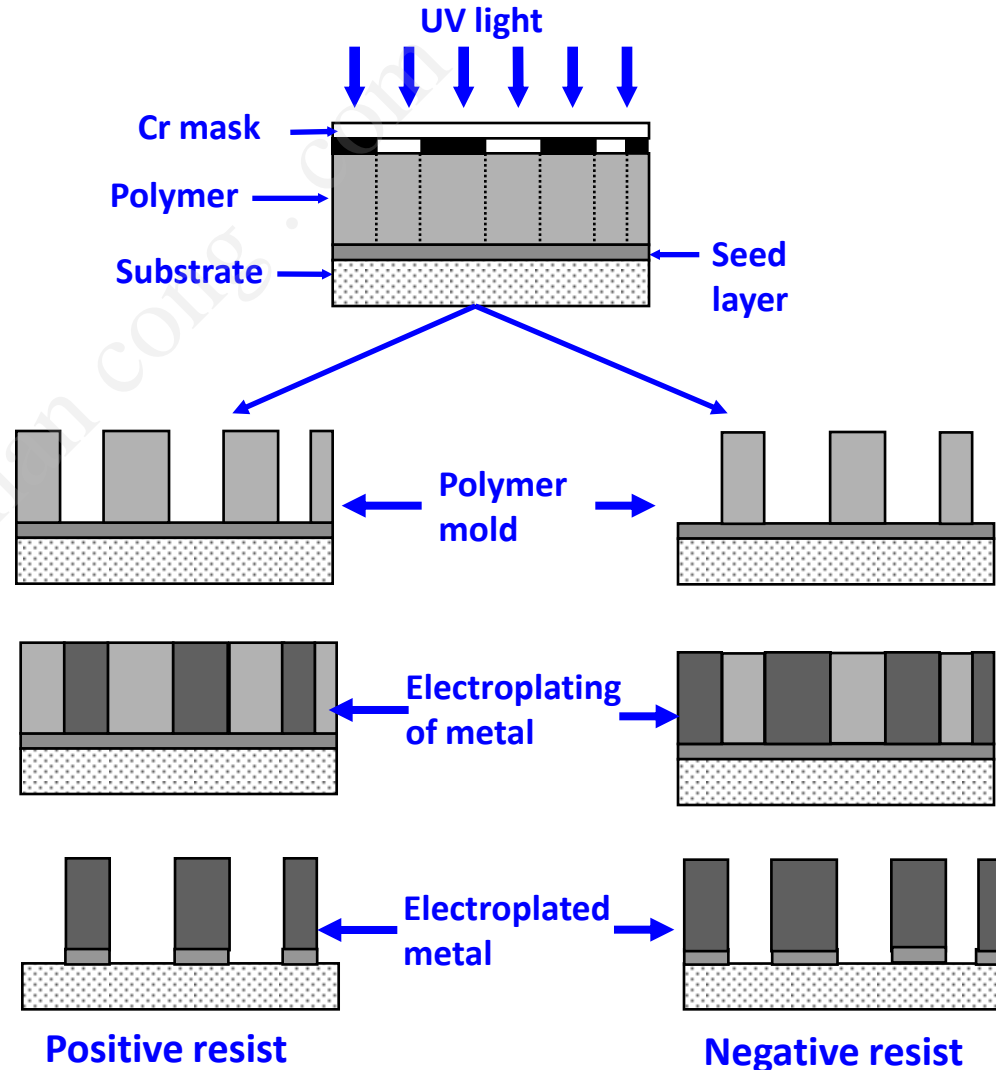 UV light
Cr mask
Polymer
Substrate
Seed
layer
Polymer
mold
Electroplating
of metal
Electroplated
metal
Positive resist
Negative resist